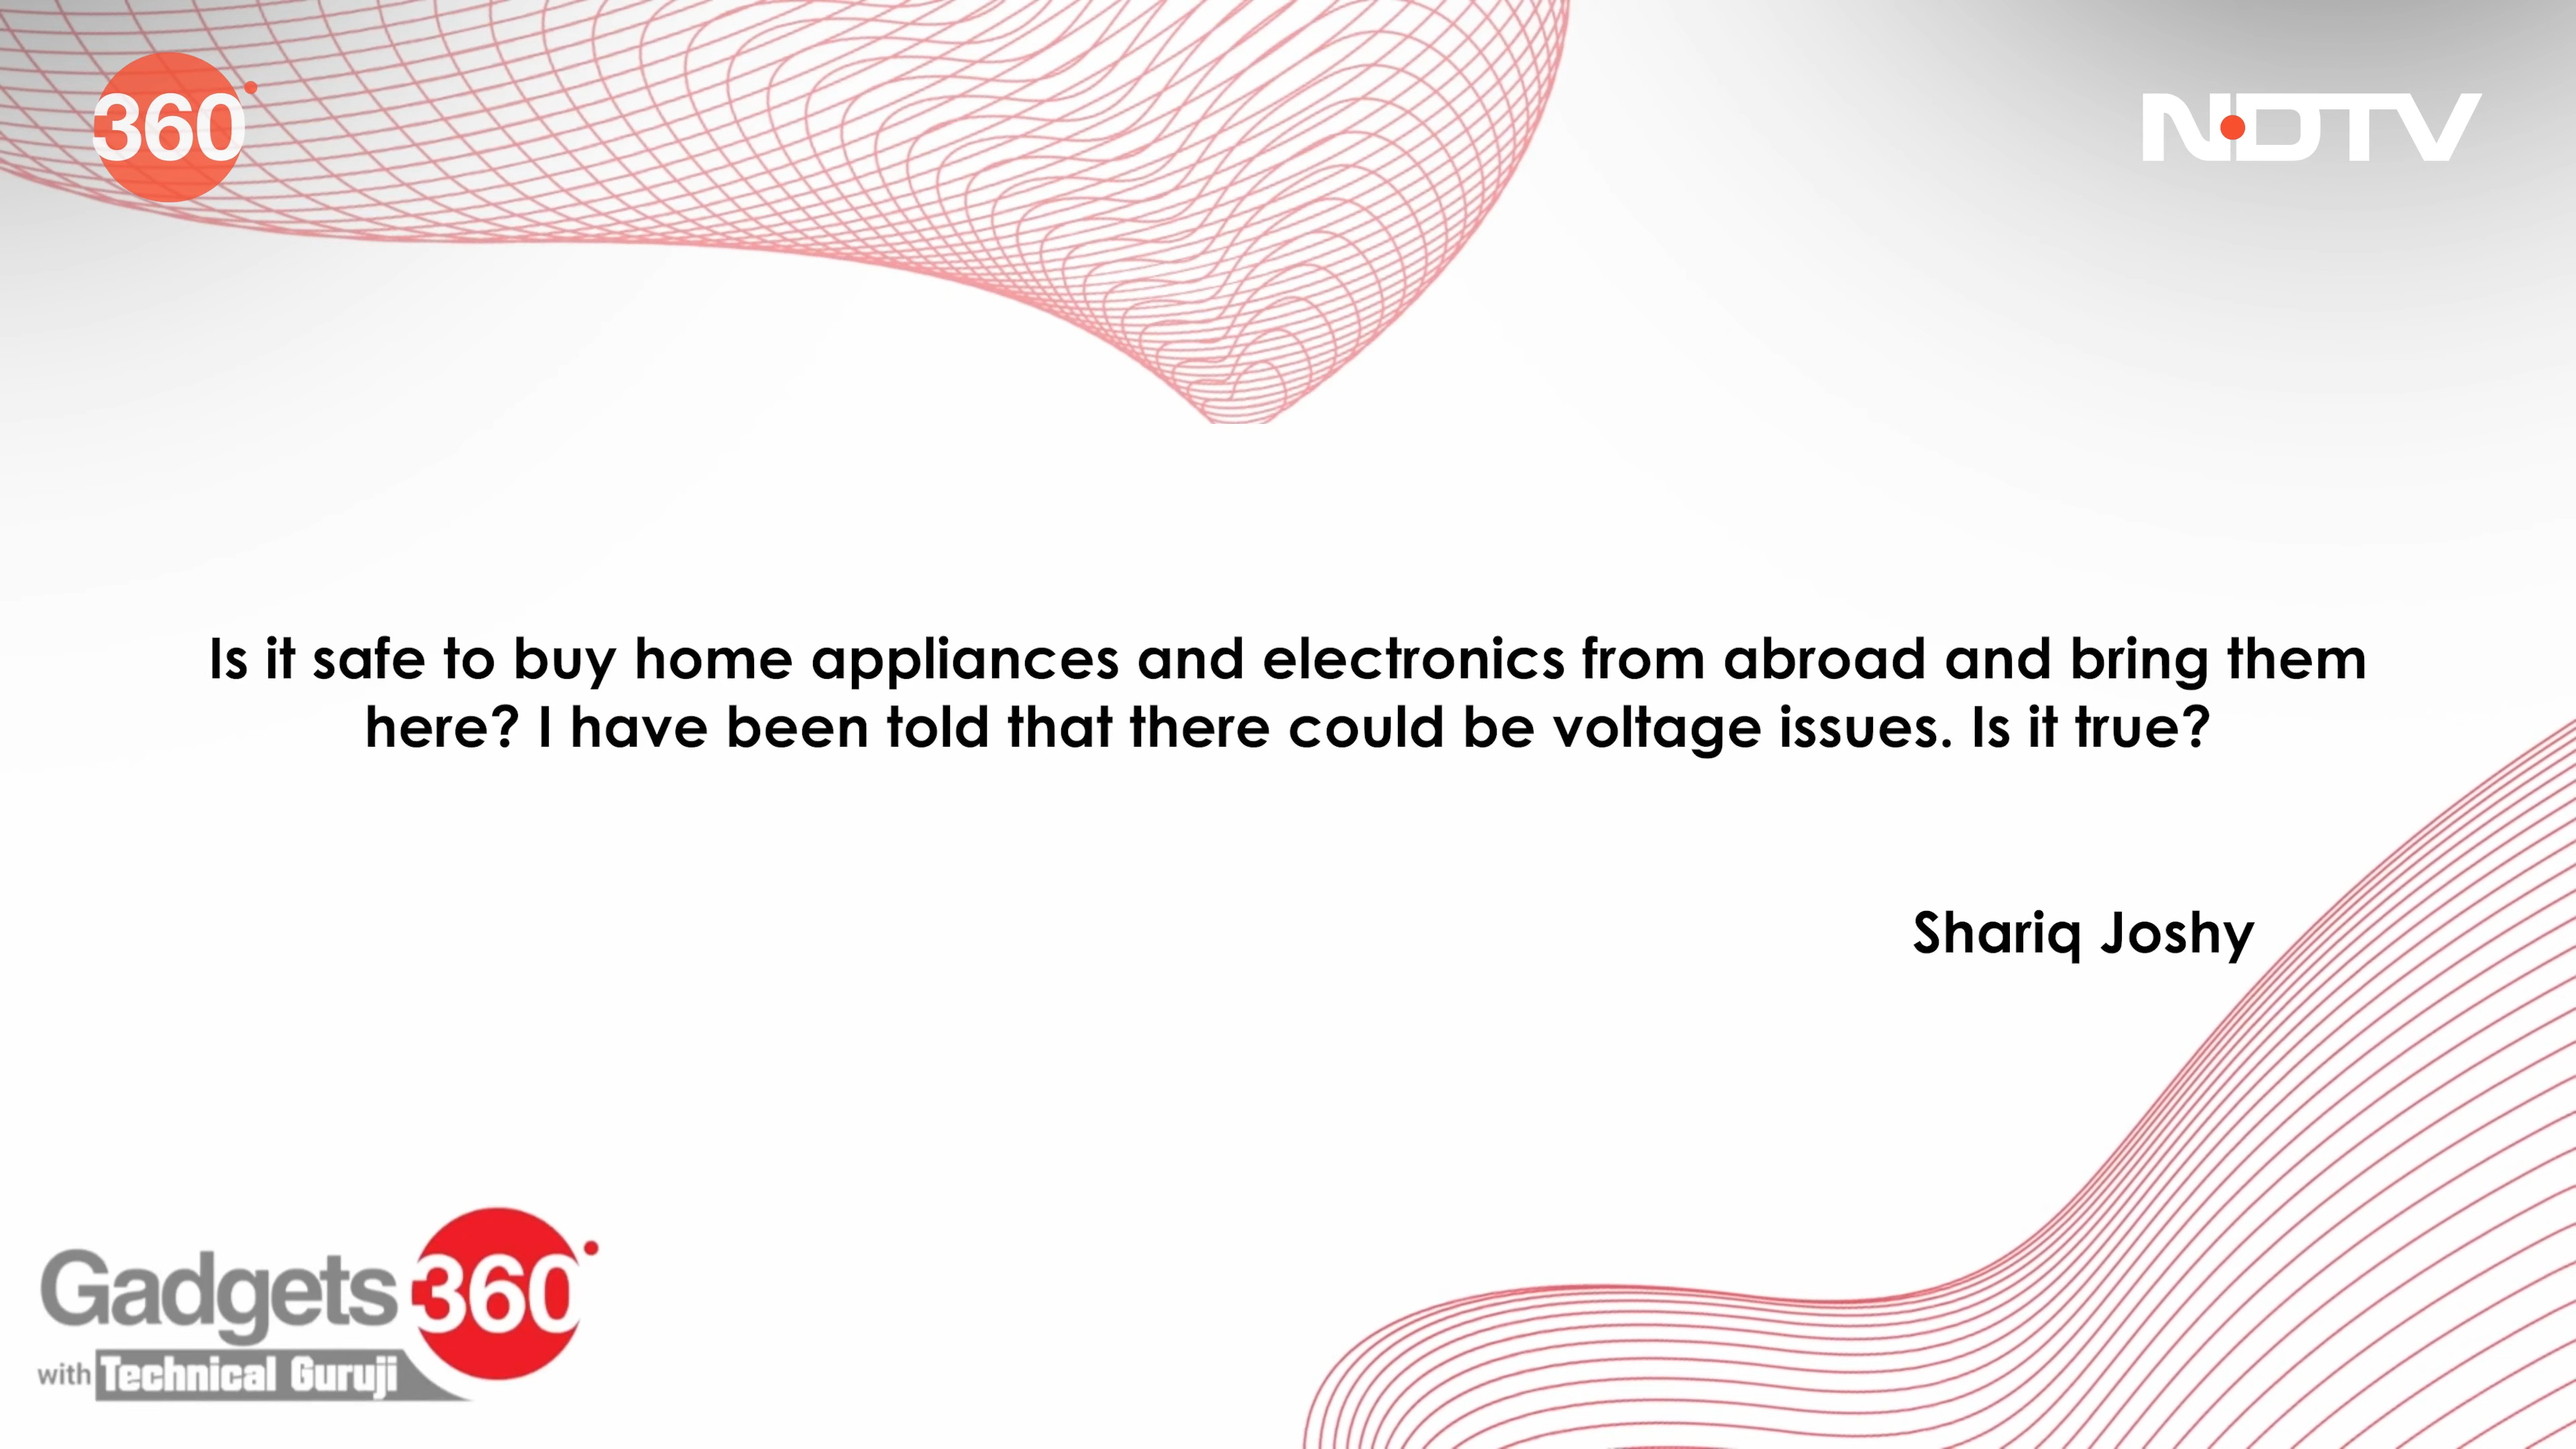 360
NDTV
Is it safe to buy home appliances and electronics from abroad and bring them
here? I have been told that there could be voltage issues. Is it true?
Shariq Joshy
Gadgets 360
with Technical Guruji